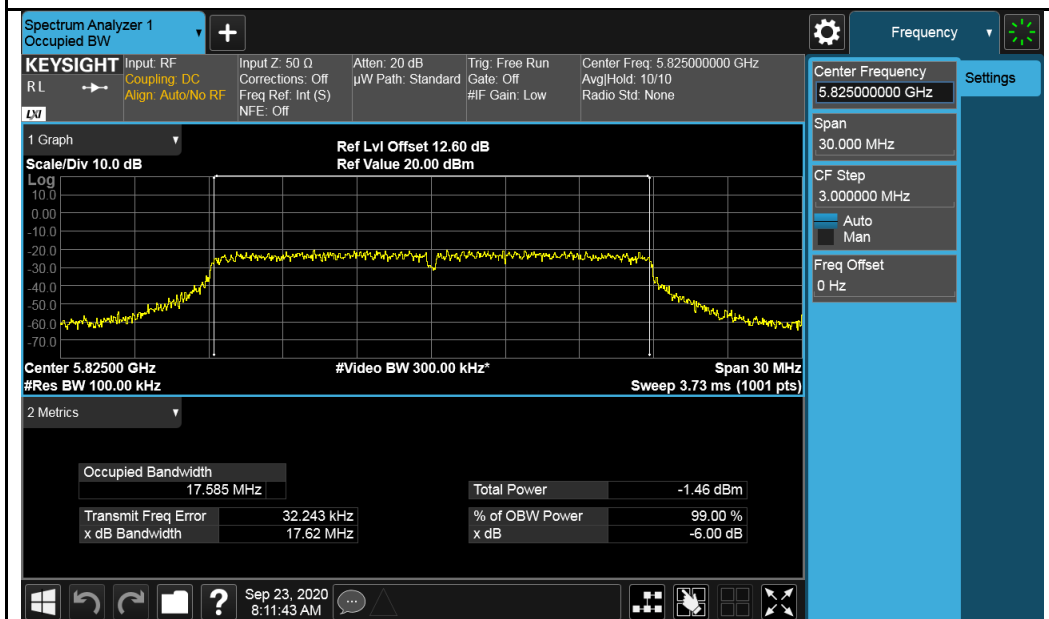 Spectrum Analyzer 1
Occupied BW
Frequency
KEYSIGHT
R L
LXI
Input: RF
Coupling: DC
Align: Auto/No RF
Input Z: 50 Ω
Corrections: Off
Freq Ref: Int (S)
NFE: Off
Atten: 20 dB
µW Path: Standard
Trig: Free Run
Gate: Off
#IF Gain: Low
Center Freq: 5.825000000 GHz
Avg|Hold: 10/10
Radio Std: None
Center Frequency
5.825000000 GHz
Settings
Span
30.000 MHz
CF Step
3.000000 MHz
Auto
Man
Freq Offset
0 Hz
1 Graph
Scale/Div 10.0 dB
Ref Lvl Offset 12.60 dB
Ref Value 20.00 dBm
Log
10.0
0.00
-10.0
-20.0
-30.0
-40.0
-50.0
-60.0
-70.0
Center 5.82500 GHz
#Video BW 300.00 kHz*
Span 30 MHz
#Res BW 100.00 kHz
Sweep 3.73 ms (1001 pts)
2 Metrics
Occupied Bandwidth
17.585 MHz
Total Power -1.46 dBm
Transmit Freq Error 32.243 kHz
% of OBW Power 99.00 %
x dB Bandwidth 17.62 MHz
x dB -6.00 dB
?
Sep 23, 2020
8:11:43 AM